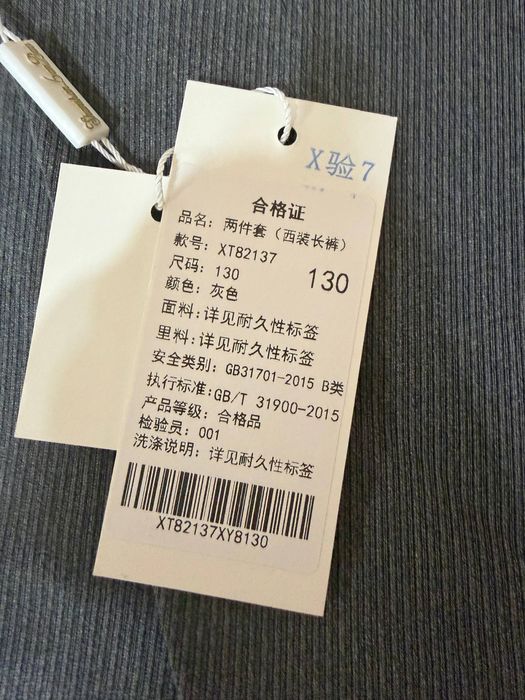 X验7
合格证
品名：两件套（西装长裤）
款号：XT82137
尺码：130
130
颜色：灰色
面料:详见耐久性标签
里料:详见耐久性标签
安全类别：GB31701-2015 B类
执行标准:GB/T 31900-2015
产品等级：合格品
检验员：001
洗涤说明：详见耐久性标签
XT82137XY8130